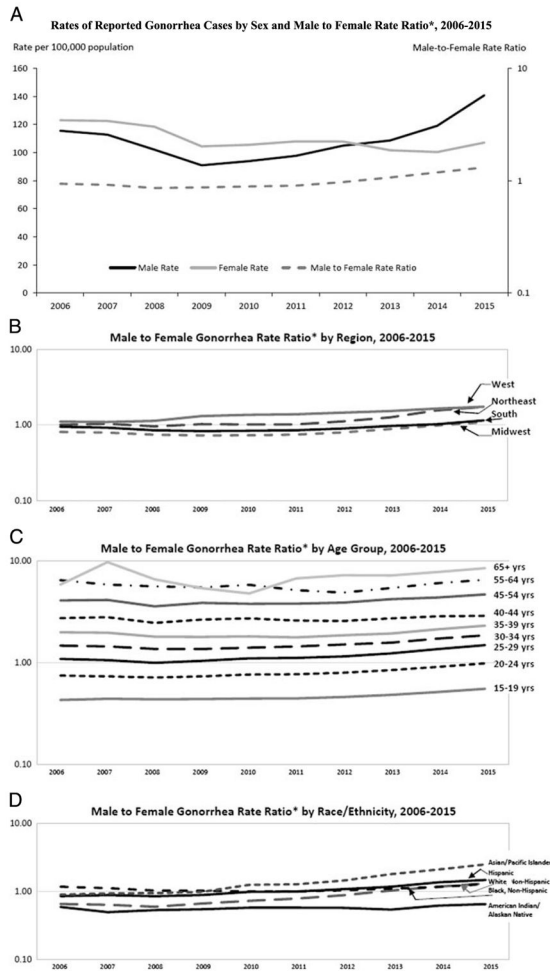 A
Rates of Reported Gonorrhea Cases by Sex and Male to Female Rate Ratio*, 2006-2015
Rate per 100,000 population
Male-to-Female Rate Ratio
160
140
120
100
80
60
40
20
0
10
1
0.1
Male Rate
Female Rate
Male to Female Rate Ratio
2006 2007 2008 2009 2010 2011 2012 2013 2014 2015
B
Male to Female Gonorrhea Rate Ratio* by Region, 2006-2015
10.00
1.00
0.10
West
Northeast
South
Midwest
2006 2007 2008 2009 2010 2011 2012 2013 2014 2015
C
Male to Female Gonorrhea Rate Ratio* by Age Group, 2006-2015
10.00
1.00
0.10
65+ yrs
55-64 yrs
45-54 yrs
40-44 yrs
35-39 yrs
30-34 yrs
25-29 yrs
20-24 yrs
15-19 yrs
2006 2007 2008 2009 2010 2011 2012 2013 2014 2015
D
Male to Female Gonorrhea Rate Ratio* by Race/Ethnicity, 2006-2015
10.00
1.00
0.10
Asian/Pacific Islander
Hispanic
White Non-Hispanic
Black, Non-Hispanic
American Indian/
Alaskan Native
2006 2007 2008 2009 2010 2011 2012 2013 2014 2015